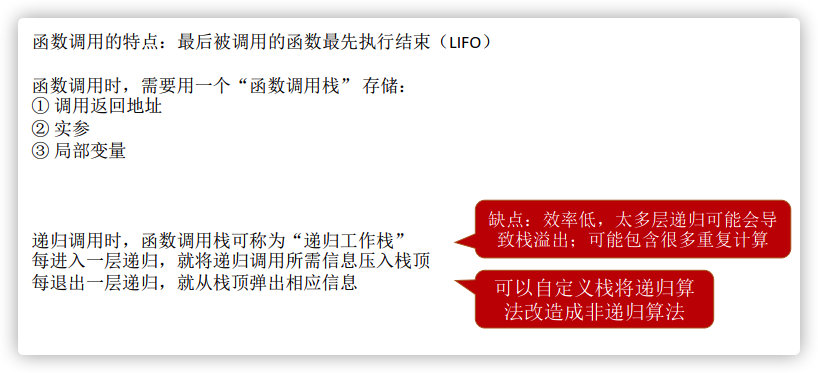 函数调用的特点：最后被调用的函数最先执行结束（LIFO）
函数调用时，需要用一个“函数调用栈” 存储：
① 调用返回地址
② 实参
③ 局部变量
递归调用时，函数调用栈可称为“递归工作栈”
每进入一层递归，就将递归调用所需信息压入栈顶
每退出一层递归，就从栈顶弹出相应信息
缺点：效率低，太多层递归可能会导
致栈溢出；可能包含很多重复计算
可以自定义栈将递归算
法改造成非递归算法